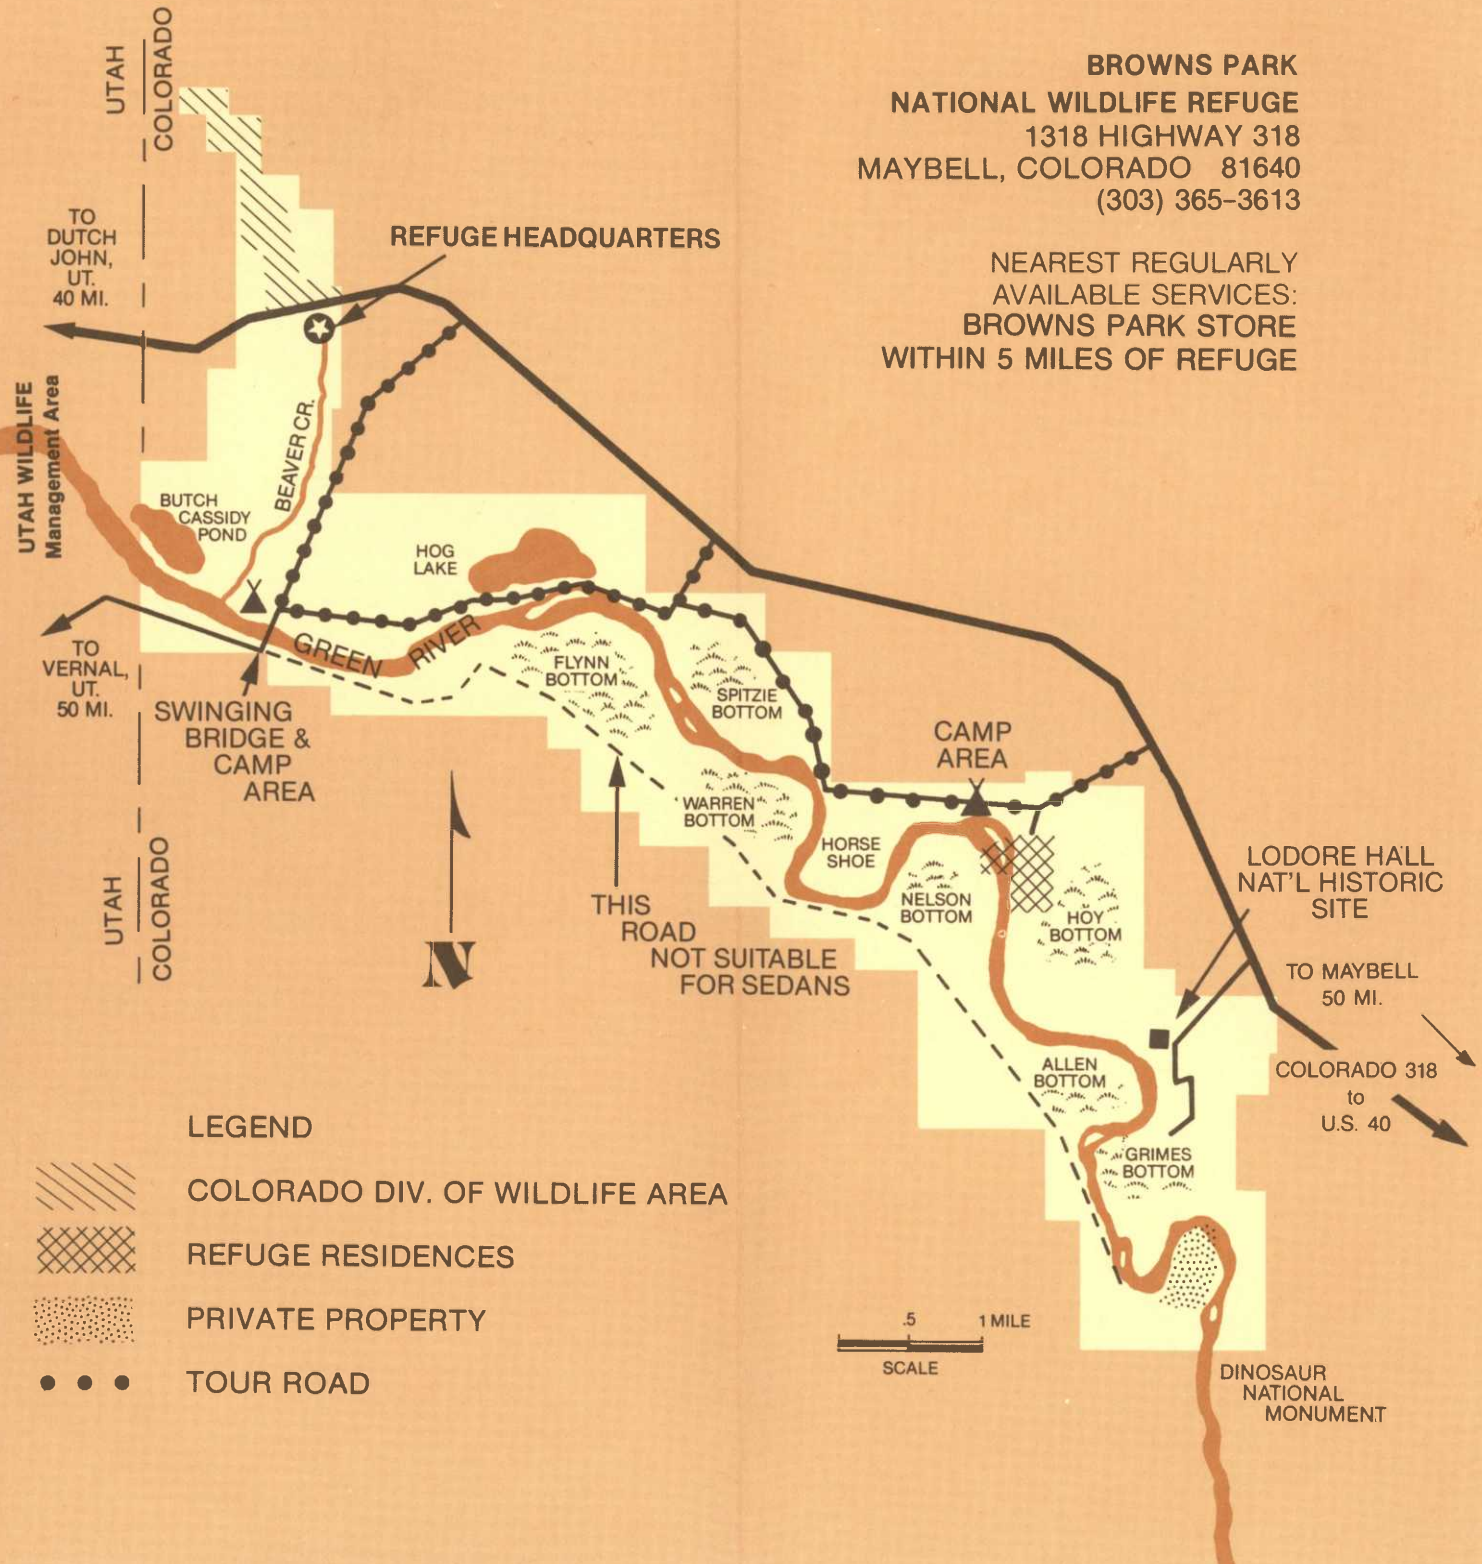 BROWNS PARK
NATIONAL WILDLIFE REFUGE
1318 HIGHWAY 318
MAYBELL, COLORADO 81640
(303) 365-3613
NEAREST REGULARLY
AVAILABLE SERVICES:
BROWNS PARK STORE
WITHIN 5 MILES OF REFUGE
UTAH
COLORADO
TO
DUTCH
JOHN,
UT.
40 MI.
REFUGE HEADQUARTERS
UTAH WILDLIFE
Management Area
BEAVER CR.
BUTCH
CASSIDY
POND
HOG
LAKE
GREEN RIVER
TO
VERNAL,
UT.
50 MI.
SWINGING
BRIDGE &
CAMP
AREA
FLYNN
BOTTOM
SPITZIE
BOTTOM
CAMP
AREA
WARREN
BOTTOM
HORSE
SHOE
NELSON
BOTTOM
HOY
BOTTOM
LODORE HALL
NAT'L HISTORIC
SITE
UTAH
COLORADO
N
THIS
ROAD
NOT SUITABLE
FOR SEDANS
TO MAYBELL
50 MI.
COLORADO 318
to
U.S. 40
ALLEN
BOTTOM
GRIMES
BOTTOM
LEGEND
COLORADO DIV. OF WILDLIFE AREA
REFUGE RESIDENCES
PRIVATE PROPERTY
TOUR ROAD
.5 1 MILE
SCALE
DINOSAUR
NATIONAL
MONUMENT